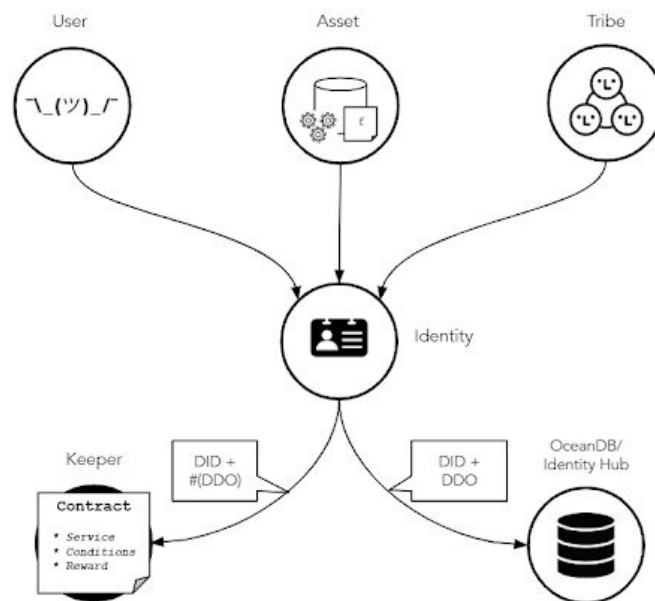 User
Asset
Tribe
¯\_(ツ)_/¯
Identity
Keeper
DID +
#(DDO)
DID +
DDO
OceanDB/
Identity Hub
Contract
* Service
* Conditions
* Reward